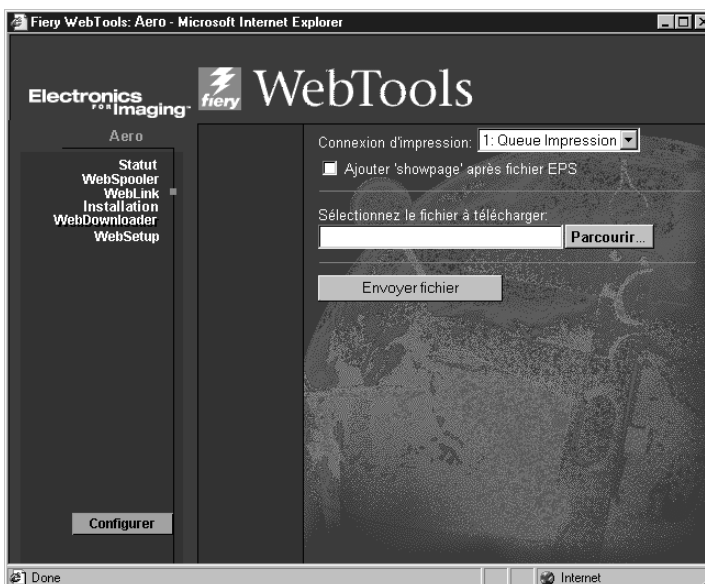 Fiery WebTools: Aero - Microsoft Internet Explorer
Electronics
FOR Imaging™
fiery
WebTools
Aero
Statut
WebSpooler
WebLink
Installation
WebDownloader
WebSetup
Configurer
Connexion d'impression: 1: Queue Impression
Ajouter 'showpage' après fichier EPS
Sélectionnez le fichier à télécharger:
Parcourir...
Envoyer fichier
Done
Internet